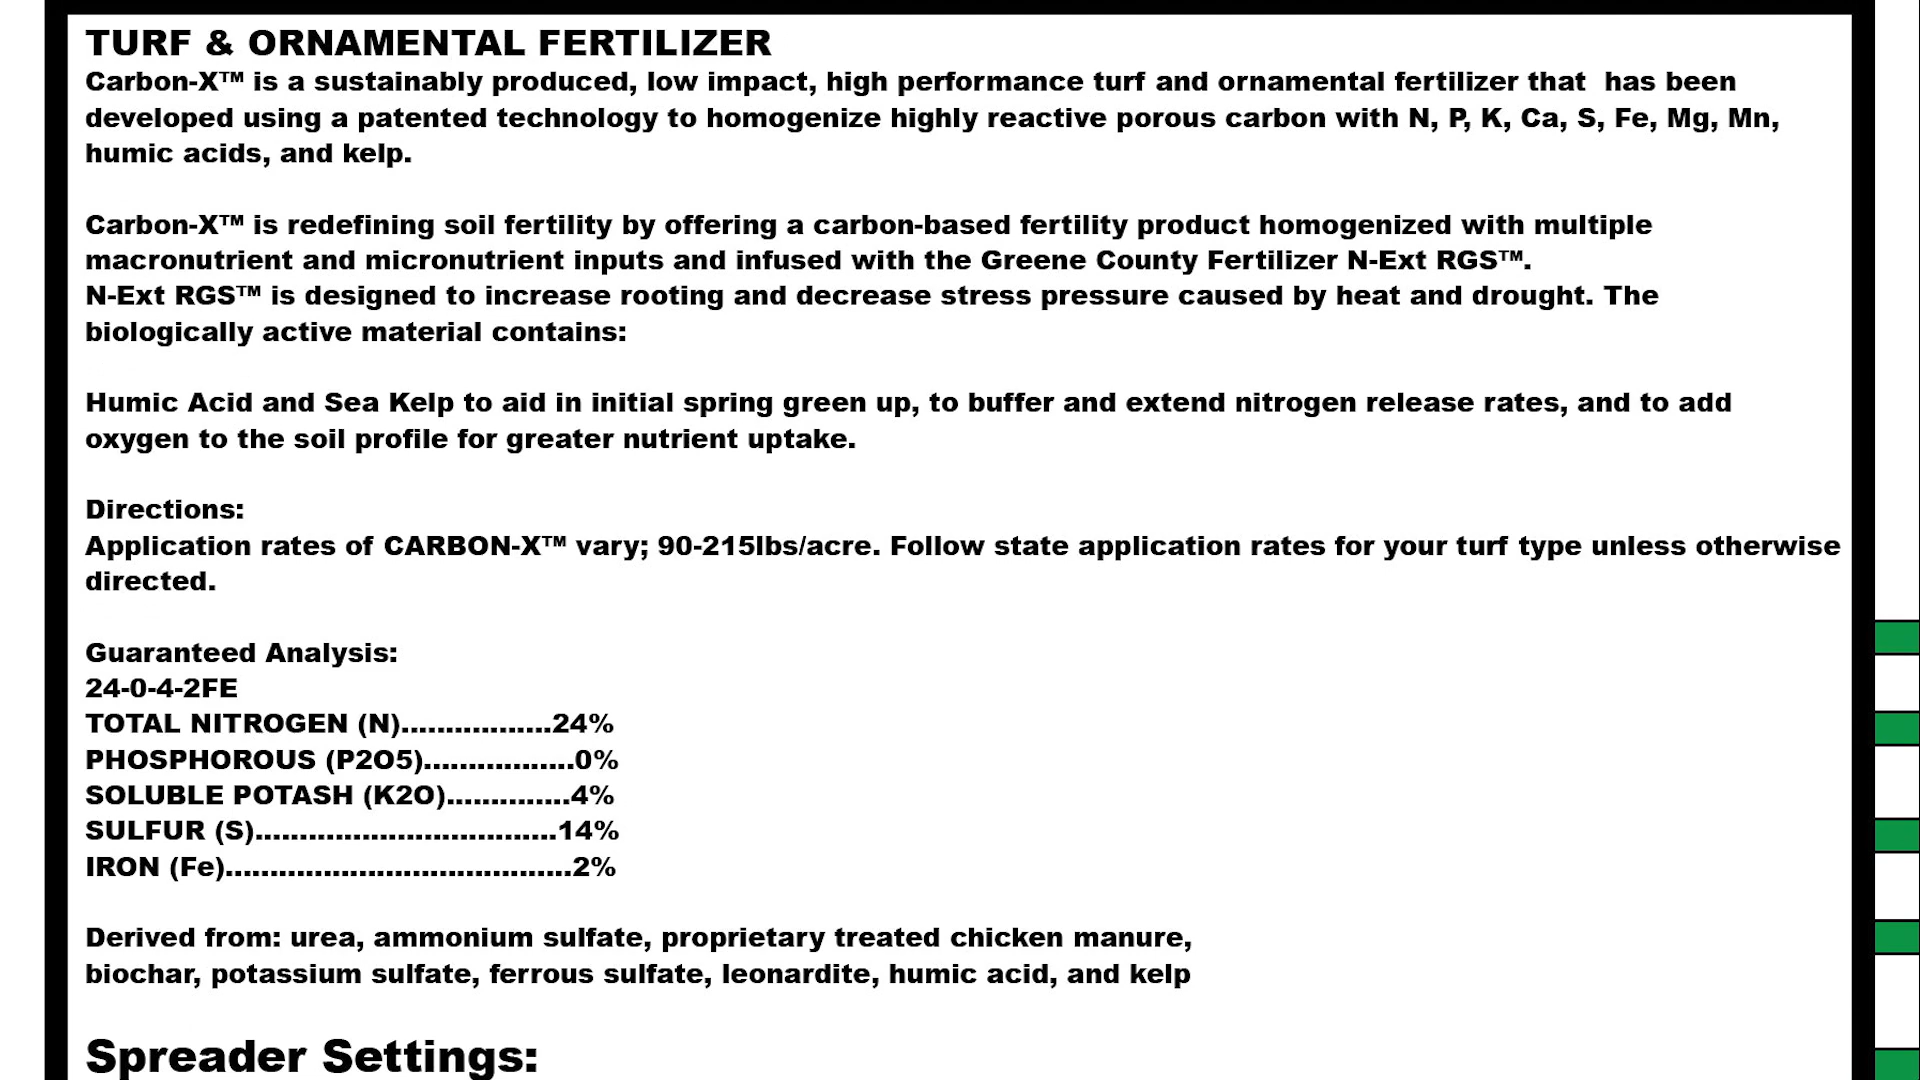 TURF & ORNAMENTAL FERTILIZER
Carbon-X™ is a sustainably produced, low impact, high performance turf and ornamental fertilizer that  has been
developed using a patented technology to homogenize highly reactive porous carbon with N, P, K, Ca, S, Fe, Mg, Mn,
humic acids, and kelp.
Carbon-X™ is redefining soil fertility by offering a carbon-based fertility product homogenized with multiple
macronutrient and micronutrient inputs and infused with the Greene County Fertilizer N-Ext RGS™.
N-Ext RGS™ is designed to increase rooting and decrease stress pressure caused by heat and drought. The
biologically active material contains:
Humic Acid and Sea Kelp to aid in initial spring green up, to buffer and extend nitrogen release rates, and to add
oxygen to the soil profile for greater nutrient uptake.
Directions:
Application rates of CARBON-X™ vary; 90-215lbs/acre. Follow state application rates for your turf type unless otherwise
directed.
Guaranteed Analysis:
24-0-4-2FE
TOTAL NITROGEN (N).................24%
PHOSPHOROUS (P2O5).................0%
SOLUBLE POTASH (K2O)..............4%
SULFUR (S)..................................14%
IRON (Fe).......................................2%
Derived from: urea, ammonium sulfate, proprietary treated chicken manure,
biochar, potassium sulfate, ferrous sulfate, leonardite, humic acid, and kelp
Spreader Settings: